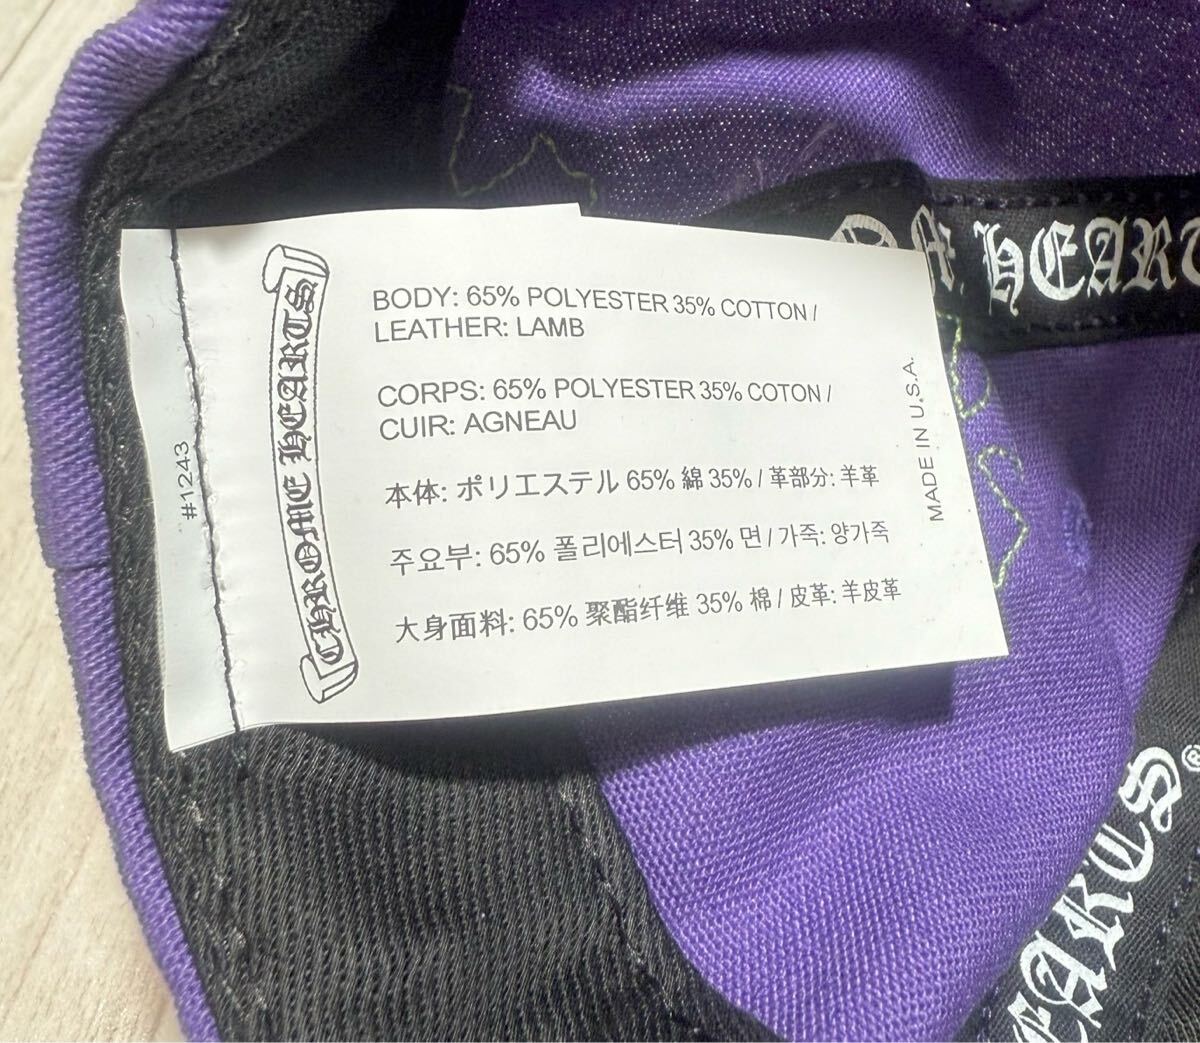 BODY: 65% POLYESTER 35% COTTON /
LEATHER: LAMB
CORPS: 65% POLYESTER 35% COTON /
CUIR: AGNEAU
本体: ポリエステル 65% 綿 35% / 革部分: 羊革
주요부: 65% 폴리에스터 35% 면 / 가죽: 양가죽
大身面料: 65% 聚酯纤维 35% 棉 / 皮革: 羊皮革
MADE IN U.S.A.
#1243
CHROME HEARTS
HEARTS
HEARTS®